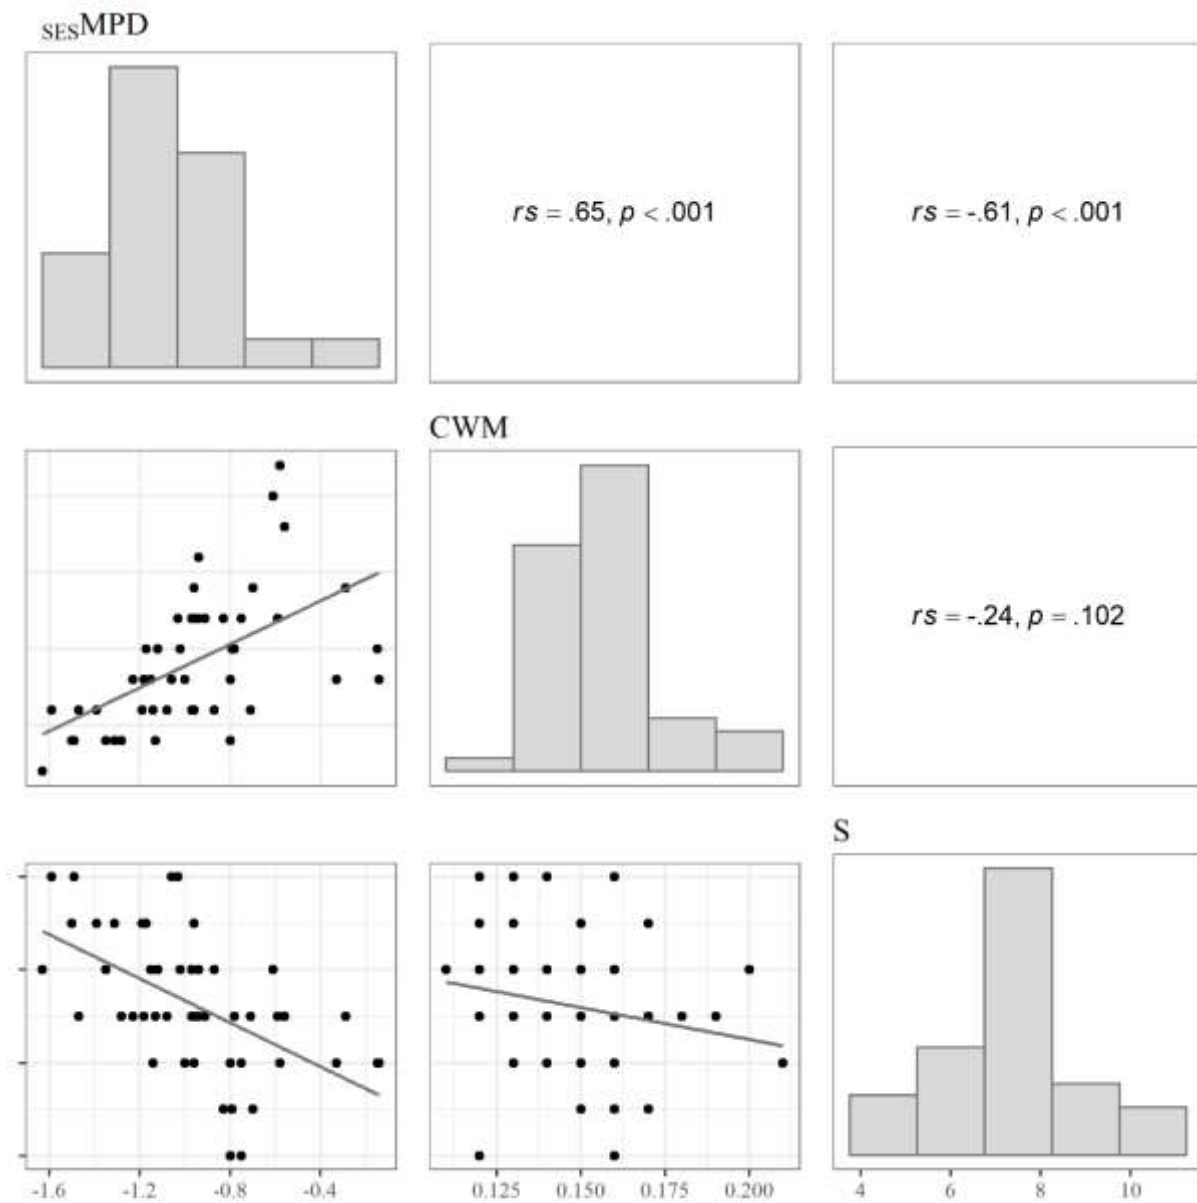 SESMPD
rs = .65, p < .001
rs = -.61, p < .001
CWM
rs = -.24, p = .102
S
-1.6 -1.2 -0.8 -0.4
0.125 0.150 0.175 0.200
4 6 8 10